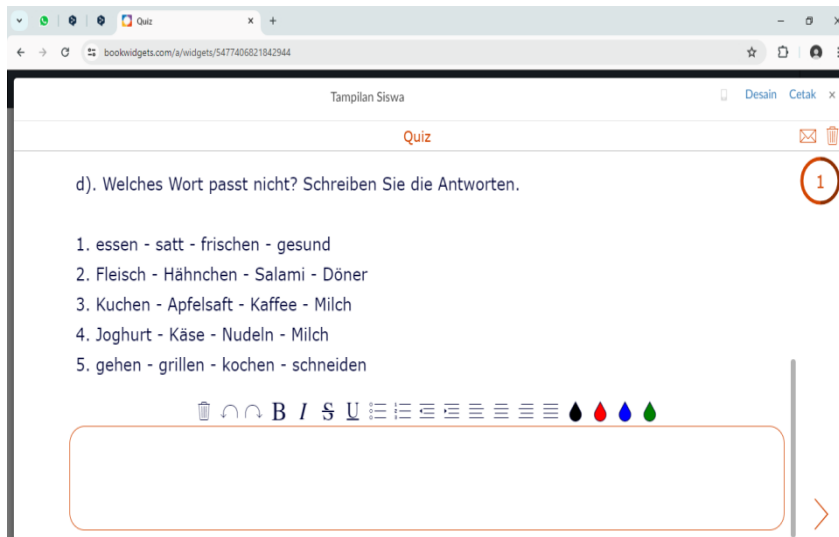 Quiz
bookwidgets.com/a/widgets/5477406821842944
Tampilan Siswa
Desain Cetak
Quiz
d). Welches Wort passt nicht? Schreiben Sie die Antworten.
1
1. essen - satt - frischen - gesund
2. Fleisch - Hähnchen - Salami - Döner
3. Kuchen - Apfelsaft - Kaffee - Milch
4. Joghurt - Käse - Nudeln - Milch
5. gehen - grillen - kochen - schneiden
B I S U